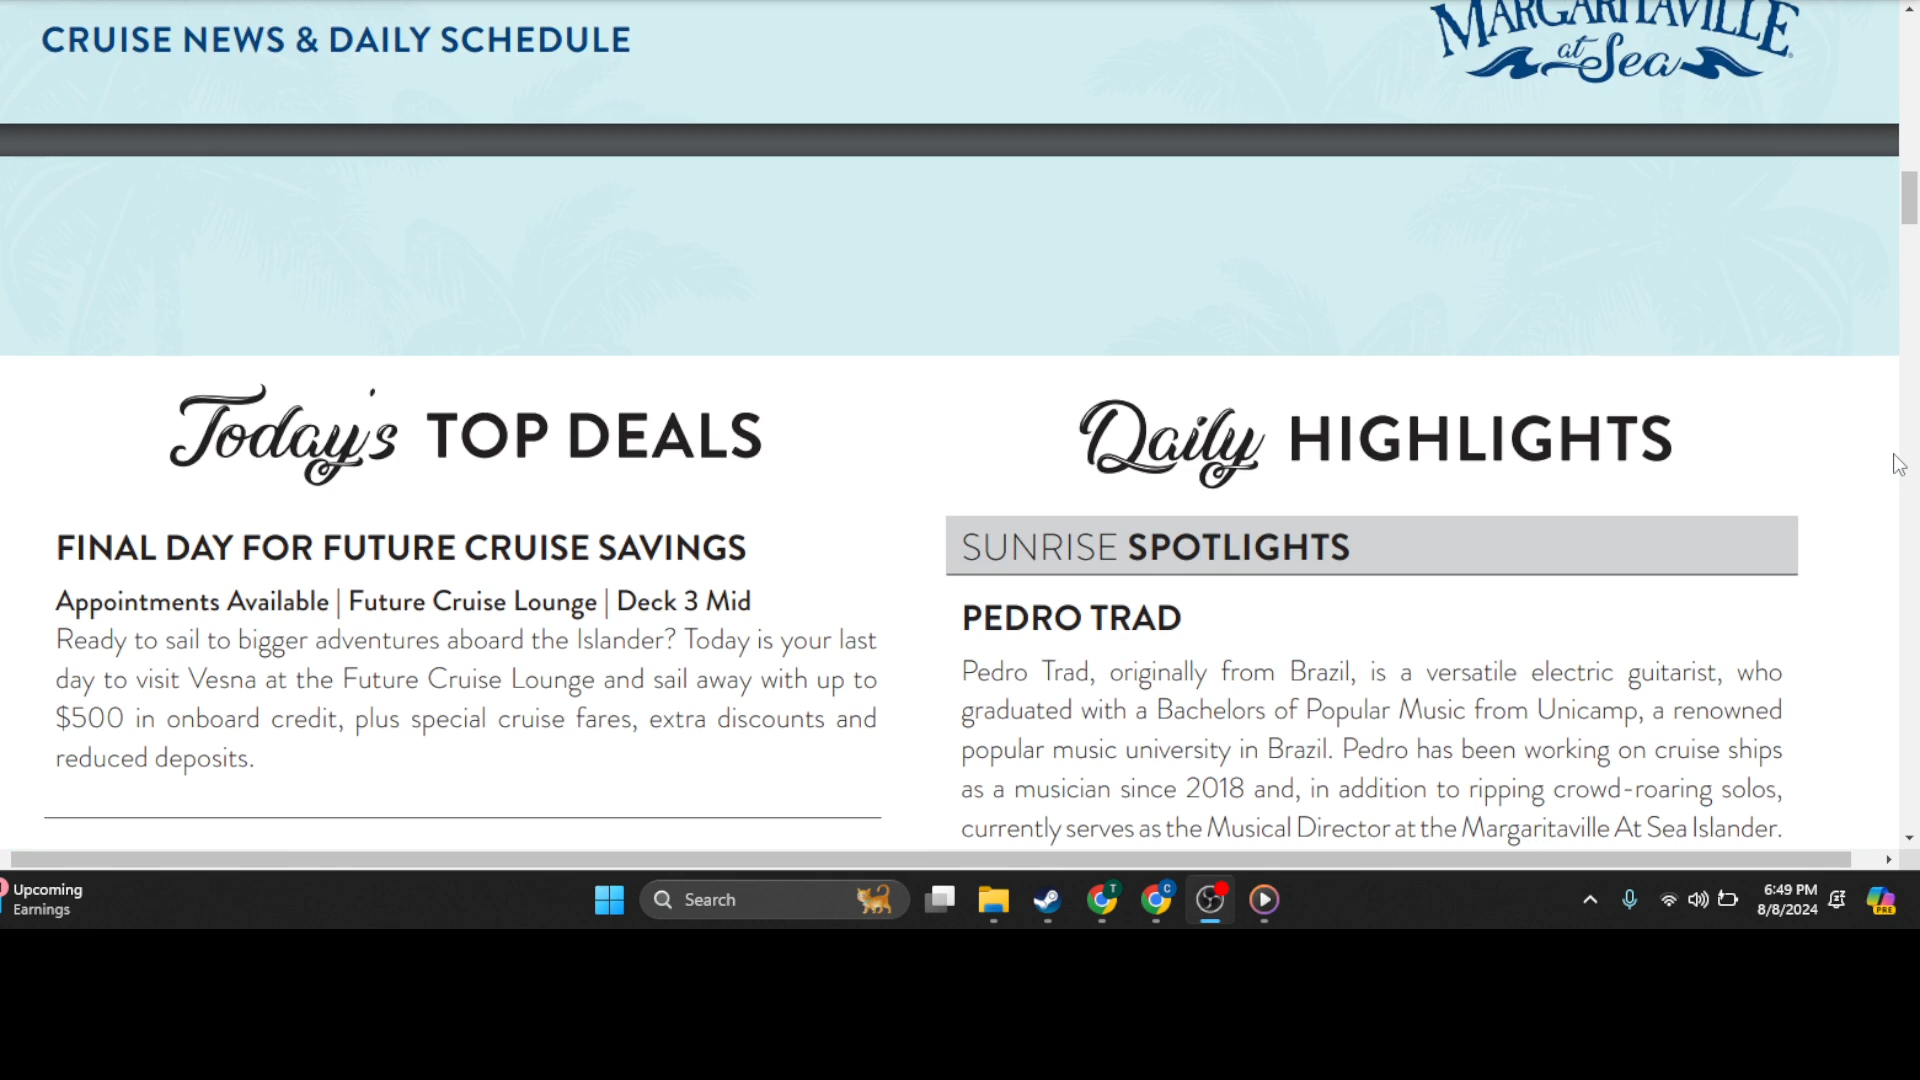 CRUISE NEWS & DAILY SCHEDULE
MARGARITAVILLE
at Sea
Today's TOP DEALS
FINAL DAY FOR FUTURE CRUISE SAVINGS
Appointments Available | Future Cruise Lounge | Deck 3 Mid
Ready to sail to bigger adventures aboard the Islander? Today is your last
day to visit Vesna at the Future Cruise Lounge and sail away with up to
$500 in onboard credit, plus special cruise fares, extra discounts and
reduced deposits.
Daily HIGHLIGHTS
SUNRISE SPOTLIGHTS
PEDRO TRAD
Pedro Trad, originally from Brazil, is a versatile electric guitarist, who
graduated with a Bachelors of Popular Music from Unicamp, a renowned
popular music university in Brazil. Pedro has been working on cruise ships
as a musician since 2018 and, in addition to ripping crowd-roaring solos,
currently serves as the Musical Director at the Margaritaville At Sea Islander.
Upcoming
Earnings
Search
T
C
6:49 PM
8/8/2024
PRE